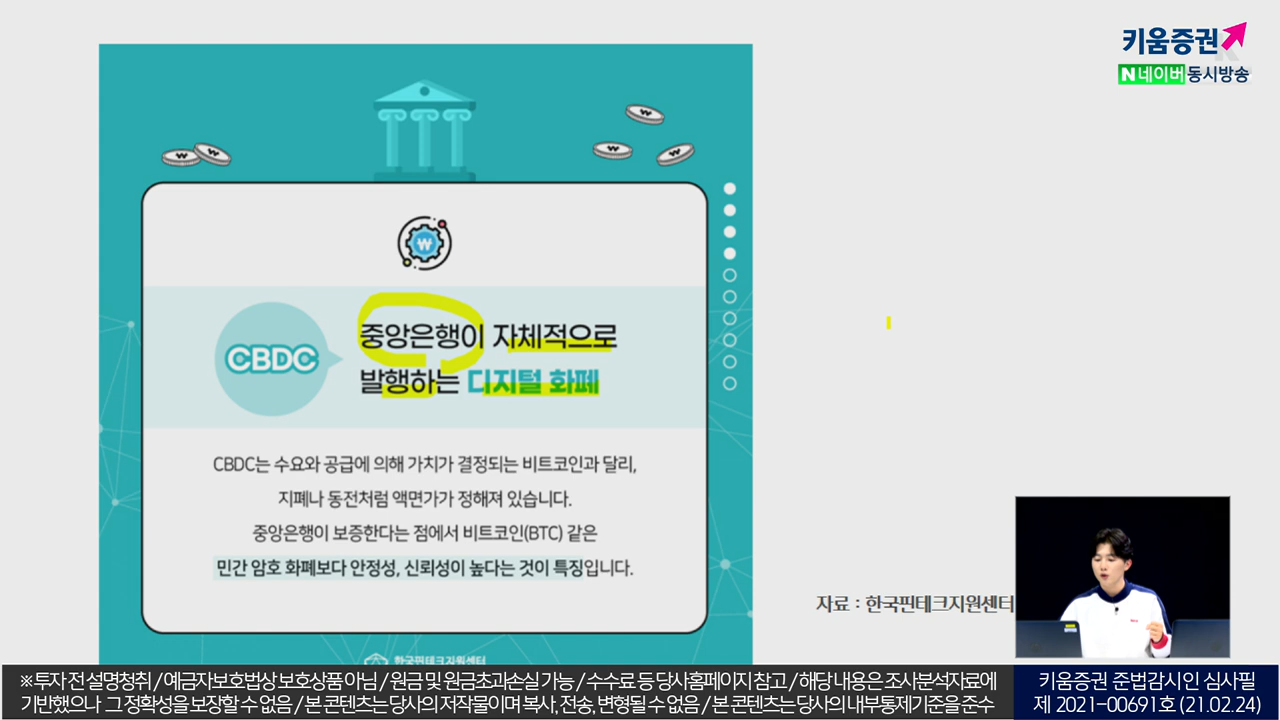 키움증권
N 네이버 동시방송
₩
₩
₩
₩
₩
₩
CBDC
중앙은행이 자체적으로
발행하는 디지털 화폐
CBDC는 수요와 공급에 의해 가치가 결정되는 비트코인과 달리,
지폐나 동전처럼 액면가가 정해져 있습니다.
중앙은행이 보증한다는 점에서 비트코인(BTC) 같은
민간 암호 화폐보다 안정성, 신뢰성이 높다는 것이 특징입니다.
자료 : 한국핀테크지원센터
한국핀테크지원센터
※ 투자 전 설명청취 / 예금자보호법상 보호상품 아님 / 원금 및 원금초과손실 가능 / 수수료 등 당사홈페이지 참고 / 해당 내용은 조사분석자료에
기반했으나 그 정확성을 보장할 수 없음 / 본 콘텐츠는 당사의 저작물이며 복사, 전송, 변형될 수 없음 / 본 콘텐츠는 당사의 내부통제기준을 준수
키움증권 준법감시인 심사필
제 2021-00691호 (21.02.24)